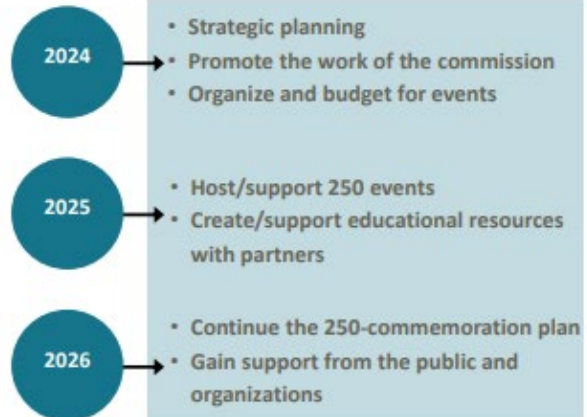 2024
• Strategic planning
• Promote the work of the commission
• Organize and budget for events
2025
• Host/support 250 events
• Create/support educational resources
with partners
2026
• Continue the 250-commemoration plan
• Gain support from the public and
organizations